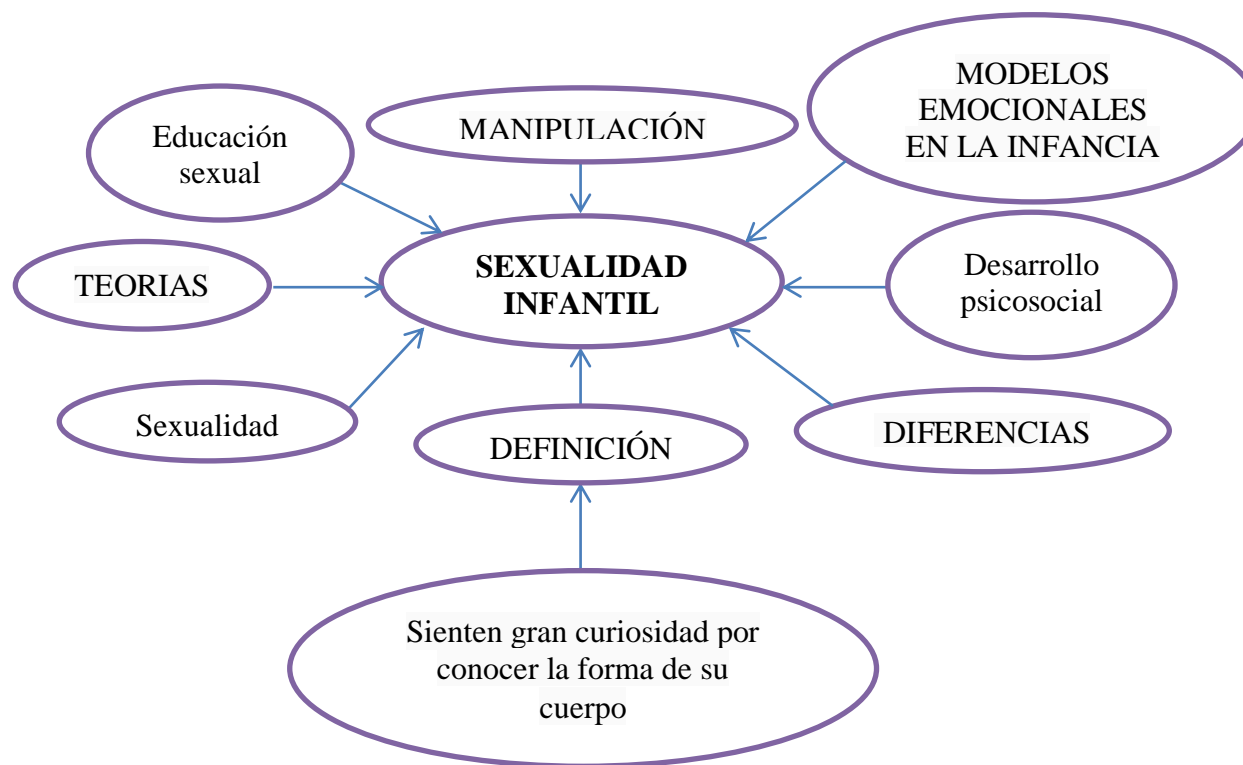 MODELOS
EMOCIONALES
EN LA INFANCIA
MANIPULACIÓN
Educación
sexual
SEXUALIDAD
INFANTIL
TEORIAS
Desarrollo
psicosocial
Sexualidad
DEFINICIÓN
DIFERENCIAS
Sienten gran curiosidad por
conocer la forma de su
cuerpo